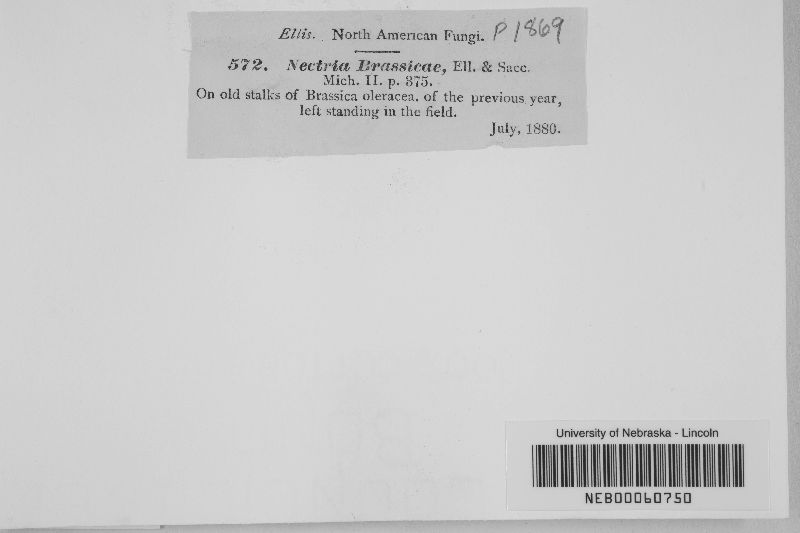 Ellis. North American Fungi. P 1869
572. Nectria Brassicae, Ell. & Sacc.
Mich. II. p. 375.
On old stalks of Brassica oleracea. of the previous year,
left standing in the field.
July, 1880.
University of Nebraska - Lincoln
NEB00060750